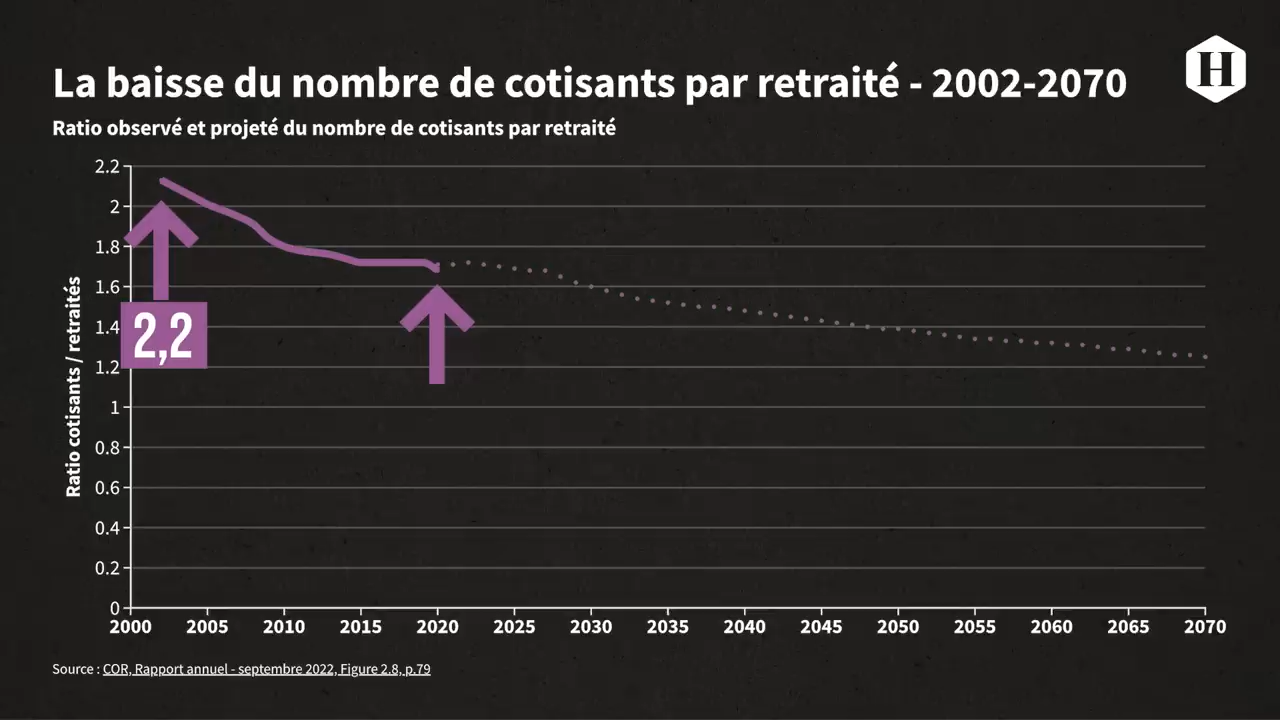 La baisse du nombre de cotisants par retraité - 2002-2070
H
Ratio observé et projeté du nombre de cotisants par retraité
Ratio cotisants / retraités
2.2
2
1.8
1.6
1.4
1.2
1
0.8
0.6
0.4
0.2
0
2,2
2000 2005 2010 2015 2020 2025 2030 2035 2040 2045 2050 2055 2060 2065 2070
Source : COR, Rapport annuel - septembre 2022, Figure 2.8, p.79